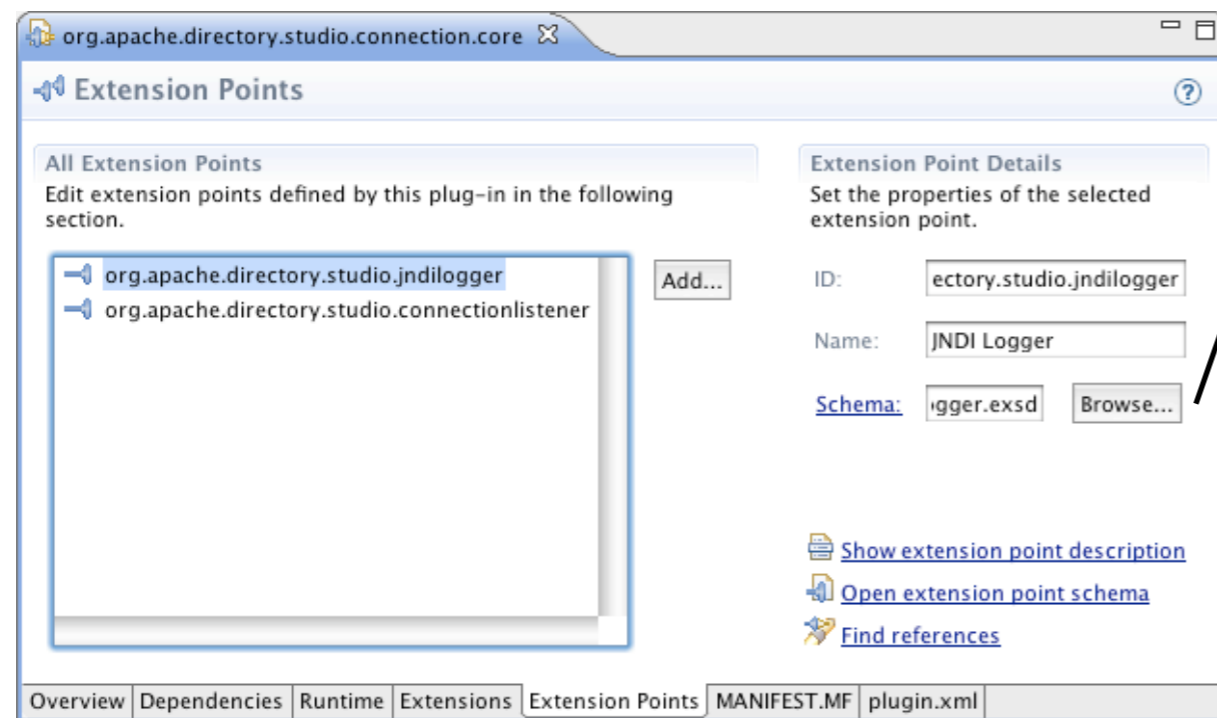 org.apache.directory.studio.connection.core
Extension Points
All Extension Points
Edit extension points defined by this plug-in in the following
section.
org.apache.directory.studio.jndilogger
org.apache.directory.studio.connectionlistener
Add...
Extension Point Details
Set the properties of the selected
extension point.
ID: ectory.studio.jndilogger
Name: JNDI Logger
Schema: gger.exsd Browse...
Show extension point description
Open extension point schema
Find references
Overview Dependencies Runtime Extensions Extension Points MANIFEST.MF plugin.xml